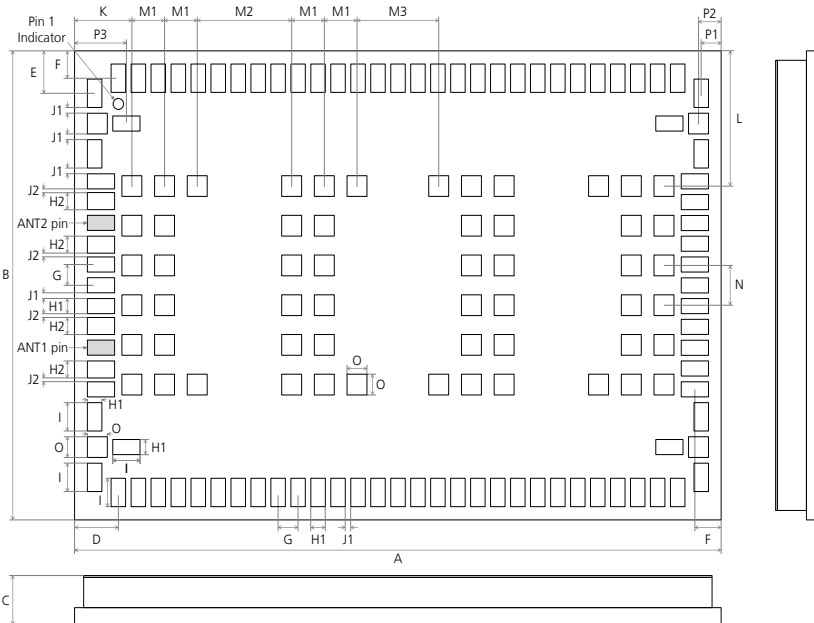 K M1 M1 M2 M1 M1 M3 P2
Pin 1
Indicator
P3 P1
F
E
J1
L
J1
J1
J2
H2
ANT2 pin
H2
J2
B
G
N
J1
H1
J2
H2
ANT1 pin
O
H2
O
J2
H1
I
O
O
H1
I
I
I
D G H1 J1 F
A
C